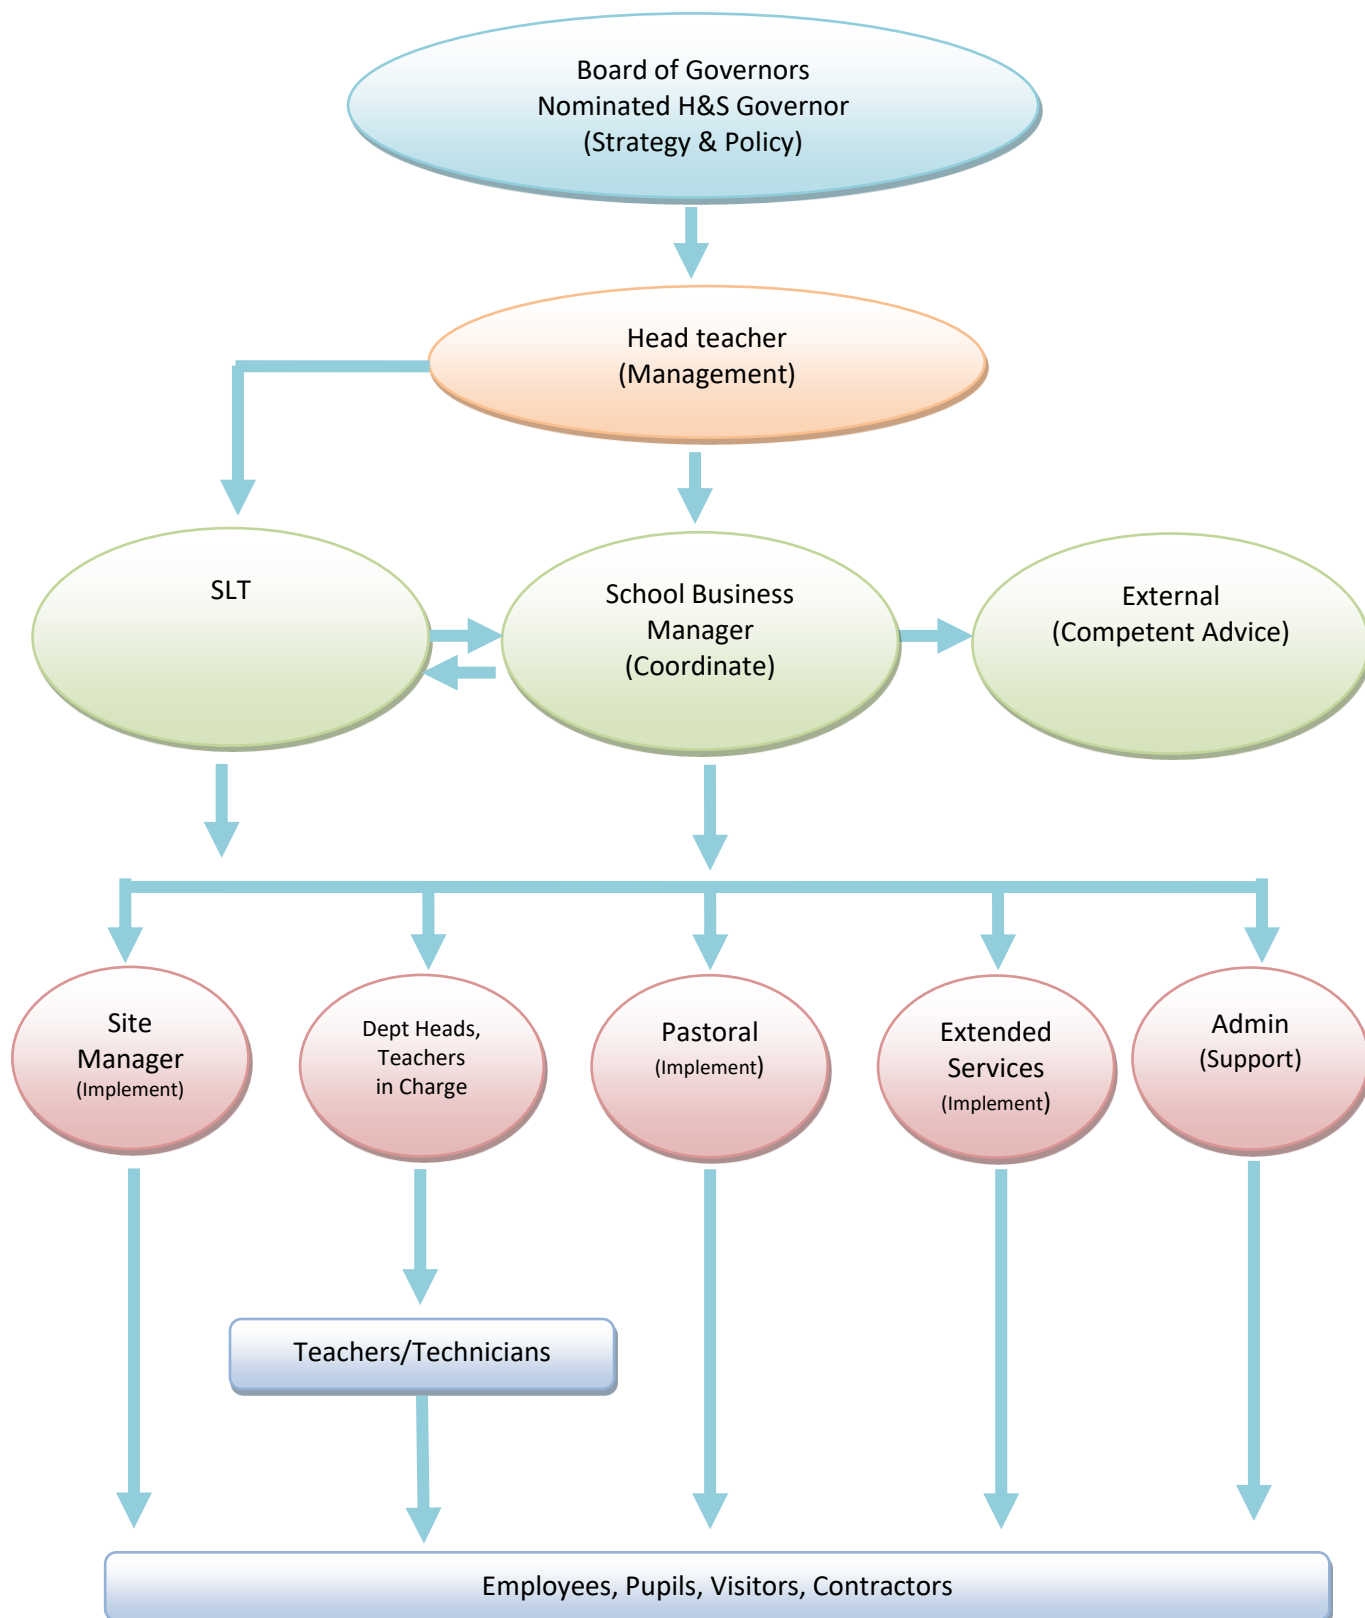 Board of Governors
Nominated H&S Governor
(Strategy & Policy)
Head teacher
(Management)
SLT
School Business
Manager
(Coordinate)
External
(Competent Advice)
Site
Manager
(Implement)
Dept Heads,
Teachers
in Charge
Pastoral
(Implement)
Extended
Services
(Implement)
Admin
(Support)
Teachers/Technicians
Employees, Pupils, Visitors, Contractors